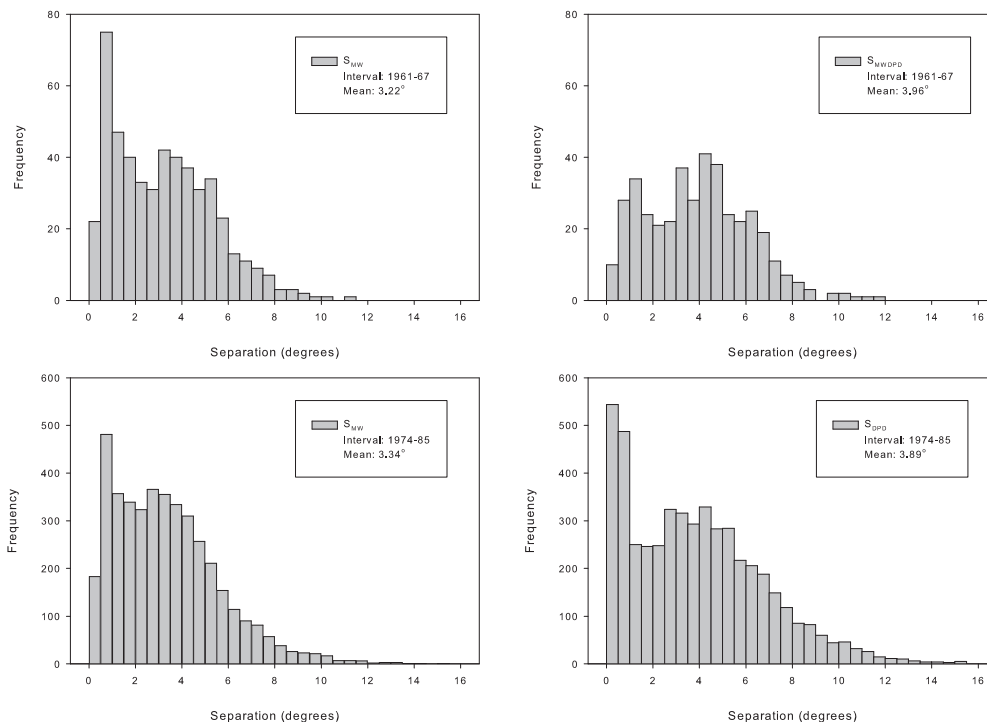 80
60
40
20
0
Frequency
S_MW
Interval: 1961-67
Mean: 3.22°
0 2 4 6 8 10 12 14 16
Separation (degrees)
80
60
40
20
0
Frequency
S_MWDPD
Interval: 1961-67
Mean: 3.96°
0 2 4 6 8 10 12 14 16
Separation (degrees)
600
500
400
300
200
100
0
Frequency
S_MW
Interval: 1974-85
Mean: 3.34°
0 2 4 6 8 10 12 14 16
Separation (degrees)
600
500
400
300
200
100
0
Frequency
S_DPD
Interval: 1974-85
Mean: 3.89°
0 2 4 6 8 10 12 14 16
Separation (degrees)